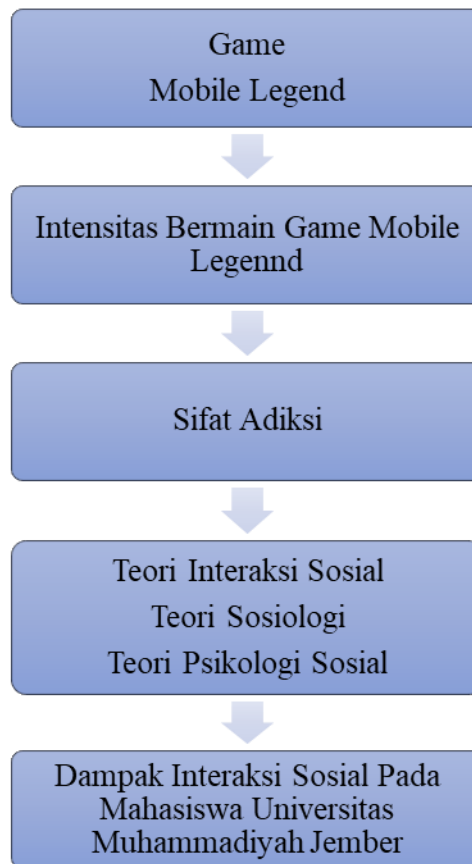 Game
Mobile Legend
Intensitas Bermain Game Mobile
Legennd
Sifat Adiksi
Teori Interaksi Sosial
Teori Sosiologi
Teori Psikologi Sosial
Dampak Interaksi Sosial Pada
Mahasiswa Universitas
Muhammadiyah Jember